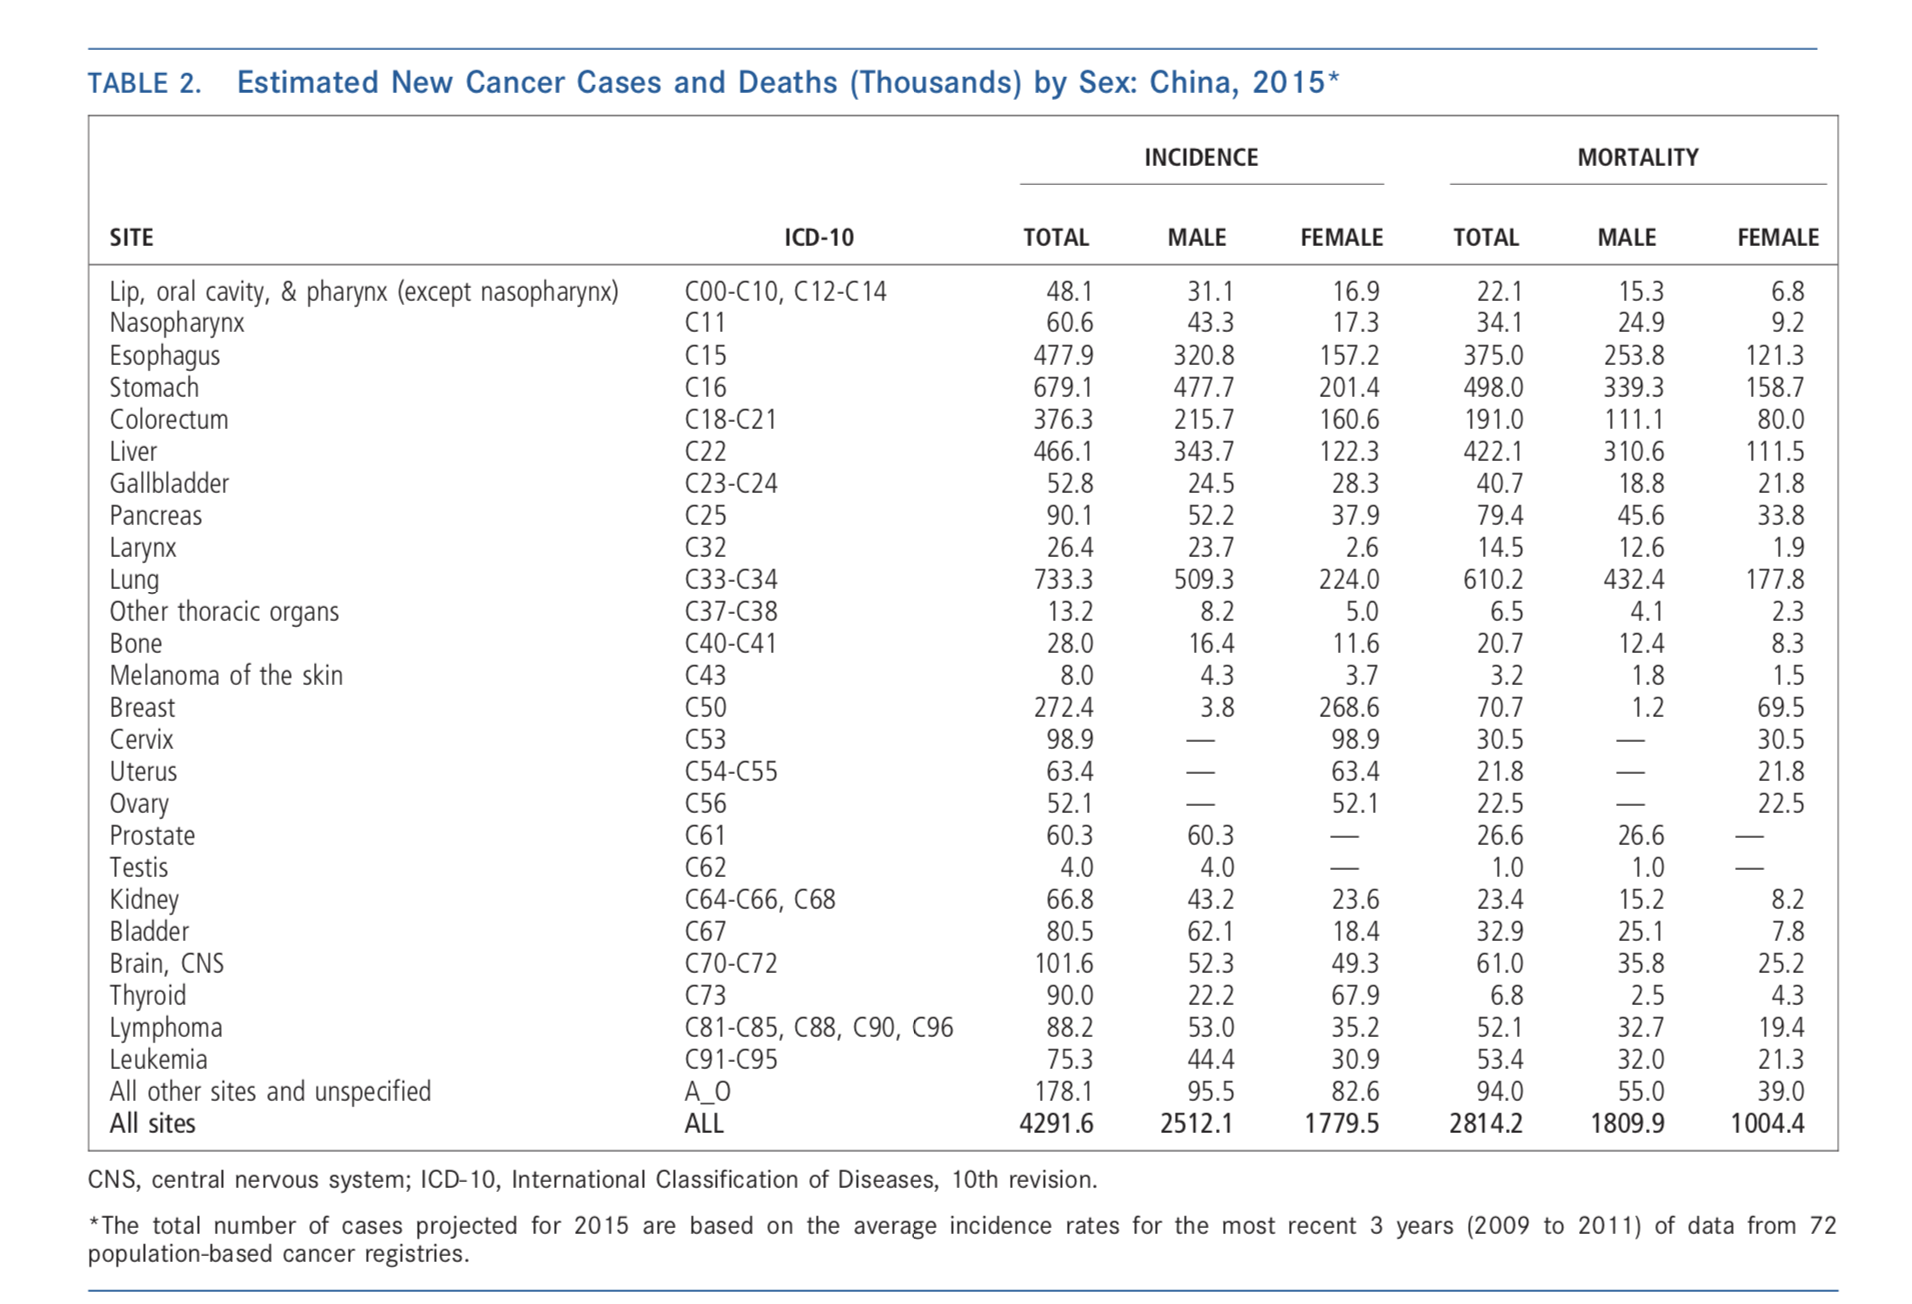 TABLE 2. Estimated New Cancer Cases and Deaths (Thousands) by Sex: China, 2015*
INCIDENCE MORTALITY
SITE ICD-10 TOTAL MALE FEMALE TOTAL MALE FEMALE
Lip, oral cavity, & pharynx (except nasopharynx) C00-C10, C12-C14 48.1 31.1 16.9 22.1 15.3 6.8
Nasopharynx C11 60.6 43.3 17.3 34.1 24.9 9.2
Esophagus C15 477.9 320.8 157.2 375.0 253.8 121.3
Stomach C16 679.1 477.7 201.4 498.0 339.3 158.7
Colorectum C18-C21 376.3 215.7 160.6 191.0 111.1 80.0
Liver C22 466.1 343.7 122.3 422.1 310.6 111.5
Gallbladder C23-C24 52.8 24.5 28.3 40.7 18.8 21.8
Pancreas C25 90.1 52.2 37.9 79.4 45.6 33.8
Larynx C32 26.4 23.7 2.6 14.5 12.6 1.9
Lung C33-C34 733.3 509.3 224.0 610.2 432.4 177.8
Other thoracic organs C37-C38 13.2 8.2 5.0 6.5 4.1 2.3
Bone C40-C41 28.0 16.4 11.6 20.7 12.4 8.3
Melanoma of the skin C43 8.0 4.3 3.7 3.2 1.8 1.5
Breast C50 272.4 3.8 268.6 70.7 1.2 69.5
Cervix C53 98.9 — 98.9 30.5 — 30.5
Uterus C54-C55 63.4 — 63.4 21.8 — 21.8
Ovary C56 52.1 — 52.1 22.5 — 22.5
Prostate C61 60.3 60.3 — 26.6 26.6 —
Testis C62 4.0 4.0 — 1.0 1.0 —
Kidney C64-C66, C68 66.8 43.2 23.6 23.4 15.2 8.2
Bladder C67 80.5 62.1 18.4 32.9 25.1 7.8
Brain, CNS C70-C72 101.6 52.3 49.3 61.0 35.8 25.2
Thyroid C73 90.0 22.2 67.9 6.8 2.5 4.3
Lymphoma C81-C85, C88, C90, C96 88.2 53.0 35.2 52.1 32.7 19.4
Leukemia C91-C95 75.3 44.4 30.9 53.4 32.0 21.3
All other sites and unspecified A_O 178.1 95.5 82.6 94.0 55.0 39.0
All sites ALL 4291.6 2512.1 1779.5 2814.2 1809.9 1004.4
CNS, central nervous system; ICD-10, International Classification of Diseases, 10th revision.
*The total number of cases projected for 2015 are based on the average incidence rates for the most recent 3 years (2009 to 2011) of data from 72
population-based cancer registries.